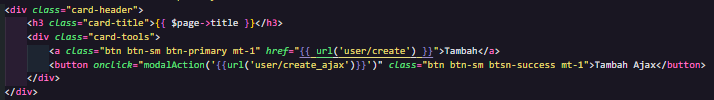 <div class="card-header">
    <h3 class="card-title">{{ $page->title }}</h3>
    <div class="card-tools">
        <a class="btn btn-sm btn-primary mt-1" href="{{ url('user/create') }}">Tambah</a>
        <button onclick="modalAction('{{url('user/create_ajax')}}')" class="btn btn-sm btsn-success mt-1">Tambah Ajax</button>
    </div>
</div>